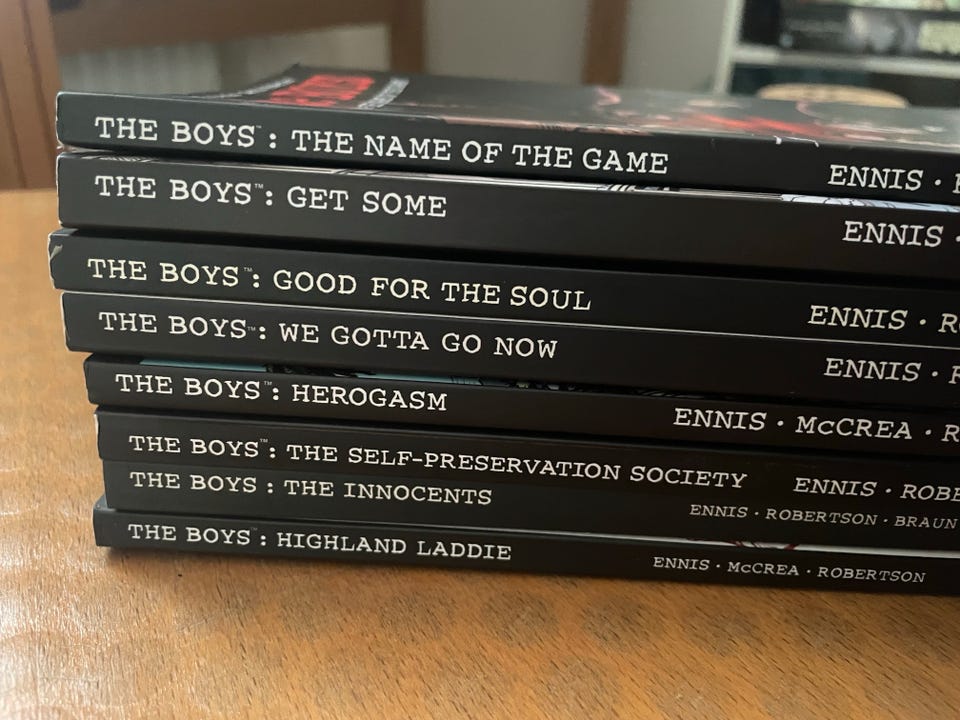 THE BOYS™: THE NAME OF THE GAME ENNIS ·
THE BOYS™: GET SOME ENNIS ·
THE BOYS™: GOOD FOR THE SOUL ENNIS · R
THE BOYS™: WE GOTTA GO NOW ENNIS ·
THE BOYS™: HEROGASM ENNIS · McCREA · R
THE BOYS™: THE SELF-PRESERVATION SOCIETY ENNIS · ROBE
THE BOYS: THE INNOCENTS ENNIS · ROBERTSON · BRAUN
THE BOYS™: HIGHLAND LADDIE ENNIS · McCREA · ROBERTSON